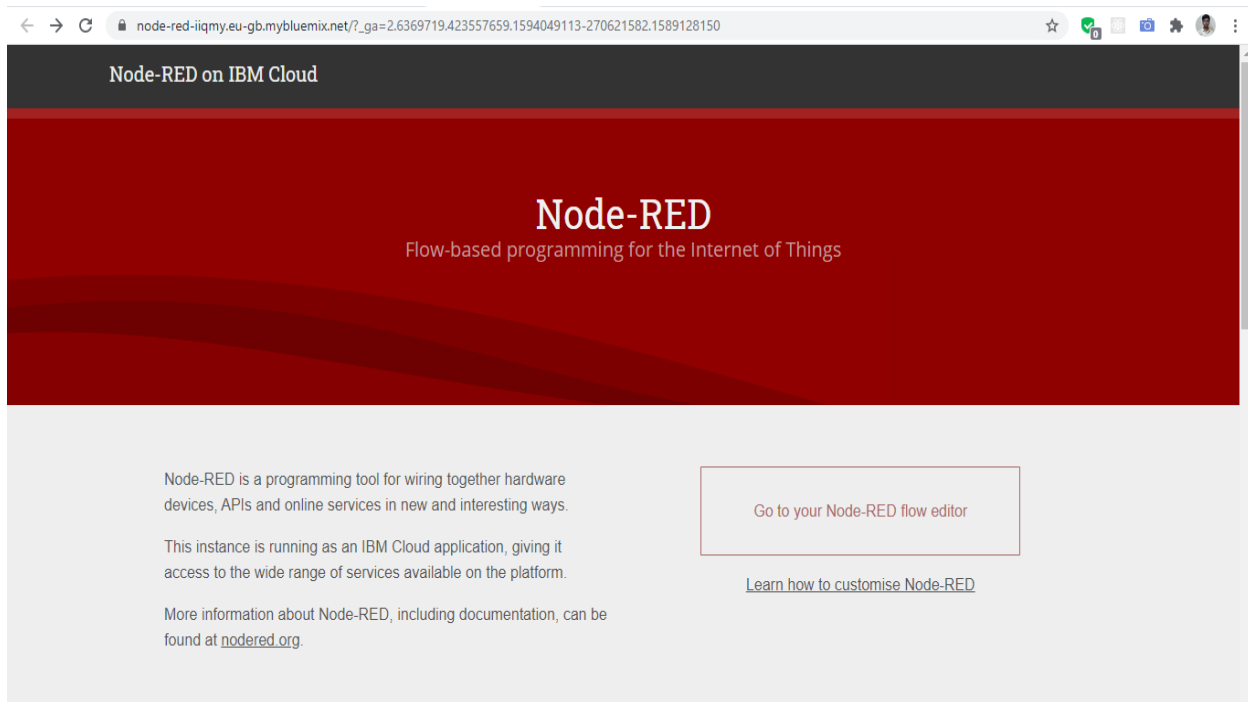 node-red-iiqmy.eu-gb.mybluemix.net/?_ga=2.6369719.423557659.1594049113-270621582.1589128150
0
Node-RED on IBM Cloud
Node-RED
Flow-based programming for the Internet of Things
Node-RED is a programming tool for wiring together hardware
devices, APIs and online services in new and interesting ways.
This instance is running as an IBM Cloud application, giving it
access to the wide range of services available on the platform.
More information about Node-RED, including documentation, can be
found at nodered.org.
Go to your Node-RED flow editor
Learn how to customise Node-RED